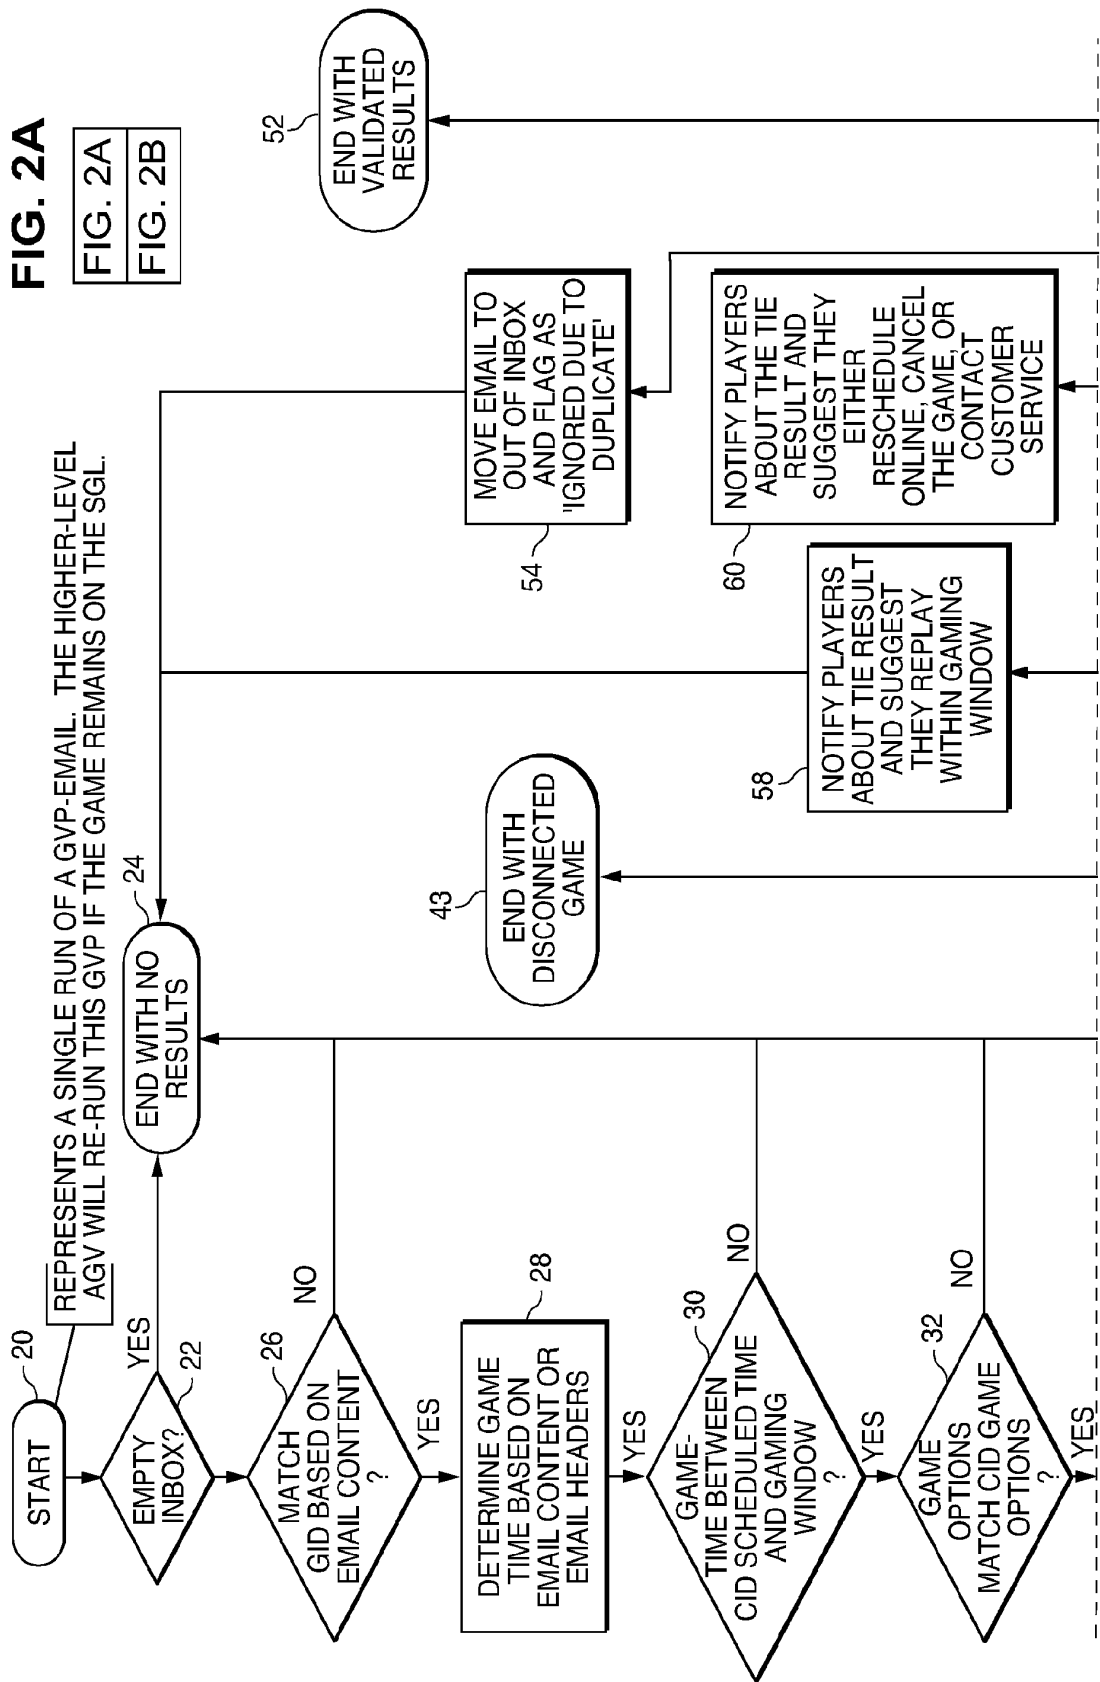 FIG. 2A
FIG. 2A
FIG. 2B
REPRESENTS A SINGLE RUN OF A GVP-EMAIL. THE HIGHER-LEVEL
AGV WILL RE-RUN THIS GVP IF THE GAME REMAINS ON THE SGL.
START
20
EMPTY
INBOX?
22
YES
END WITH NO
RESULTS
24
MATCH
GID BASED ON
EMAIL CONTENT
?
26
NO
YES
DETERMINE GAME
TIME BASED ON
EMAIL CONTENT OR
EMAIL HEADERS
28
YES
GAME-
TIME BETWEEN
CID SCHEDULED TIME
AND GAMING
WINDOW
?
30
NO
YES
GAME
OPTIONS
MATCH CID GAME
OPTIONS
?
32
NO
YES
END WITH
DISCONNECTED
GAME
43
NOTIFY PLAYERS
ABOUT TIE RESULT
AND SUGGEST
THEY REPLAY
WITHIN GAMING
WINDOW
58
MOVE EMAIL TO
OUT OF INBOX
AND FLAG AS
'IGNORED DUE TO
DUPLICATE'
54
NOTIFY PLAYERS
ABOUT THE TIE
RESULT AND
SUGGEST THEY
EITHER
RESCHEDULE
ONLINE, CANCEL
THE GAME, OR
CONTACT
CUSTOMER
SERVICE
60
END WITH
VALIDATED
RESULTS
52